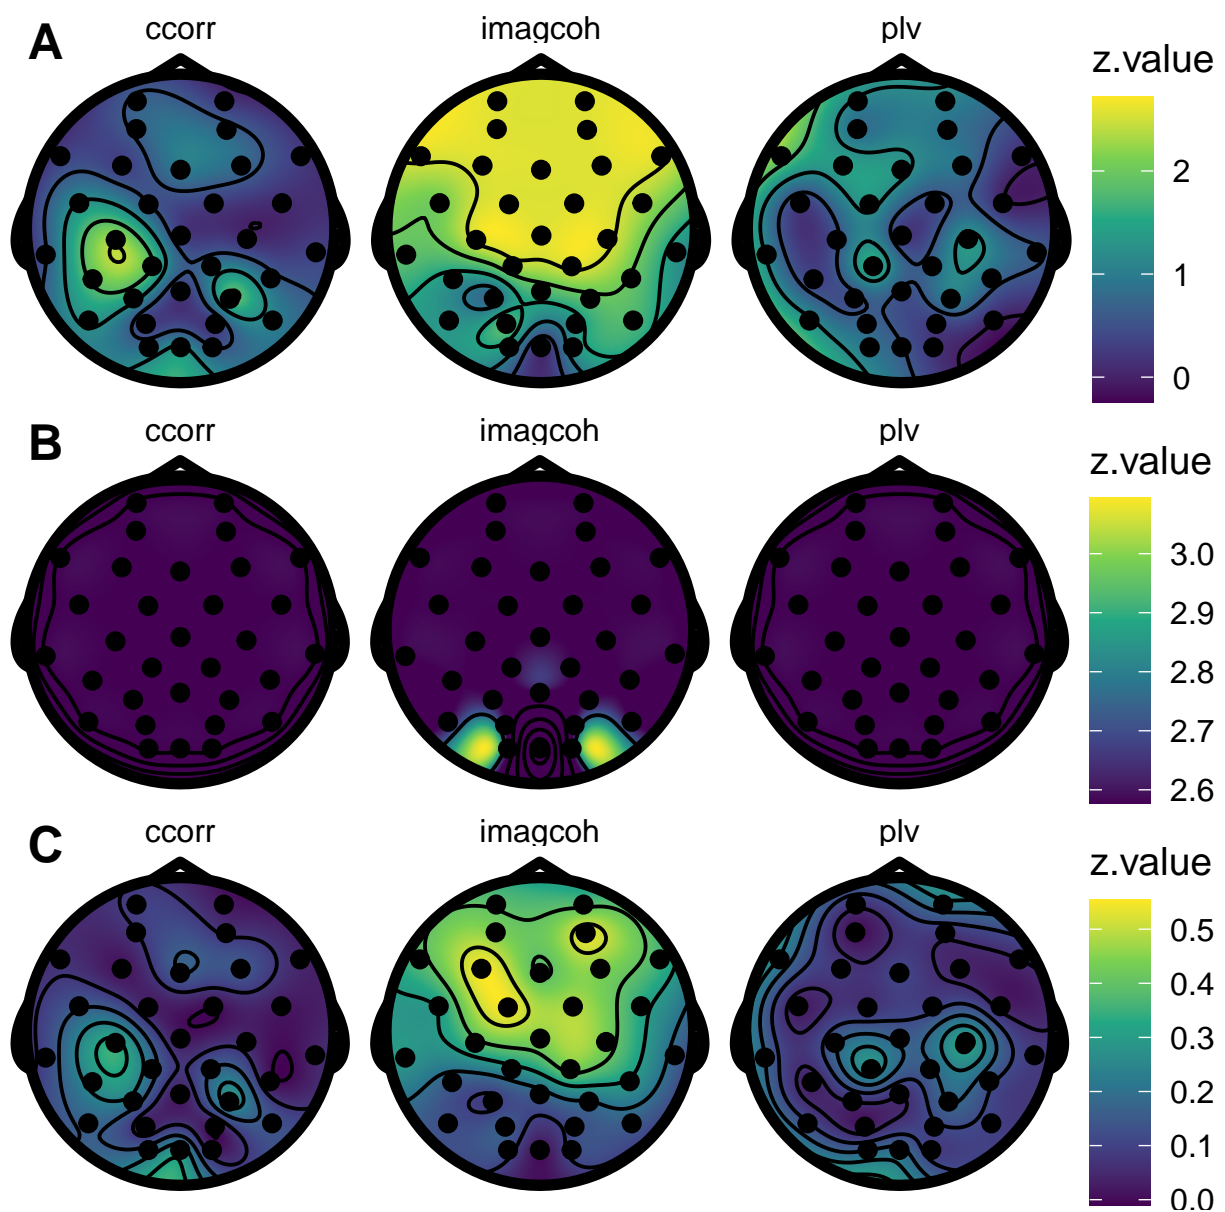 A
ccorr
imagcoh
plv
z.value
2
1
0
B
ccorr
imagcoh
plv
z.value
3.0
2.9
2.8
2.7
2.6
C
ccorr
imagcoh
plv
z.value
0.5
0.4
0.3
0.2
0.1
0.0